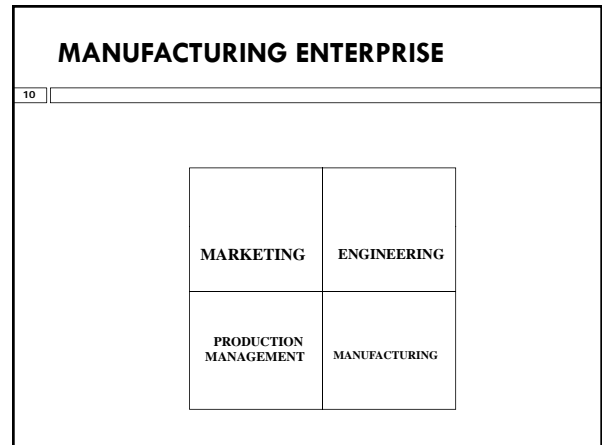 MANUFACTURING ENTERPRISE
10
MARKETING
ENGINEERING
PRODUCTION
MANAGEMENT
MANUFACTURING